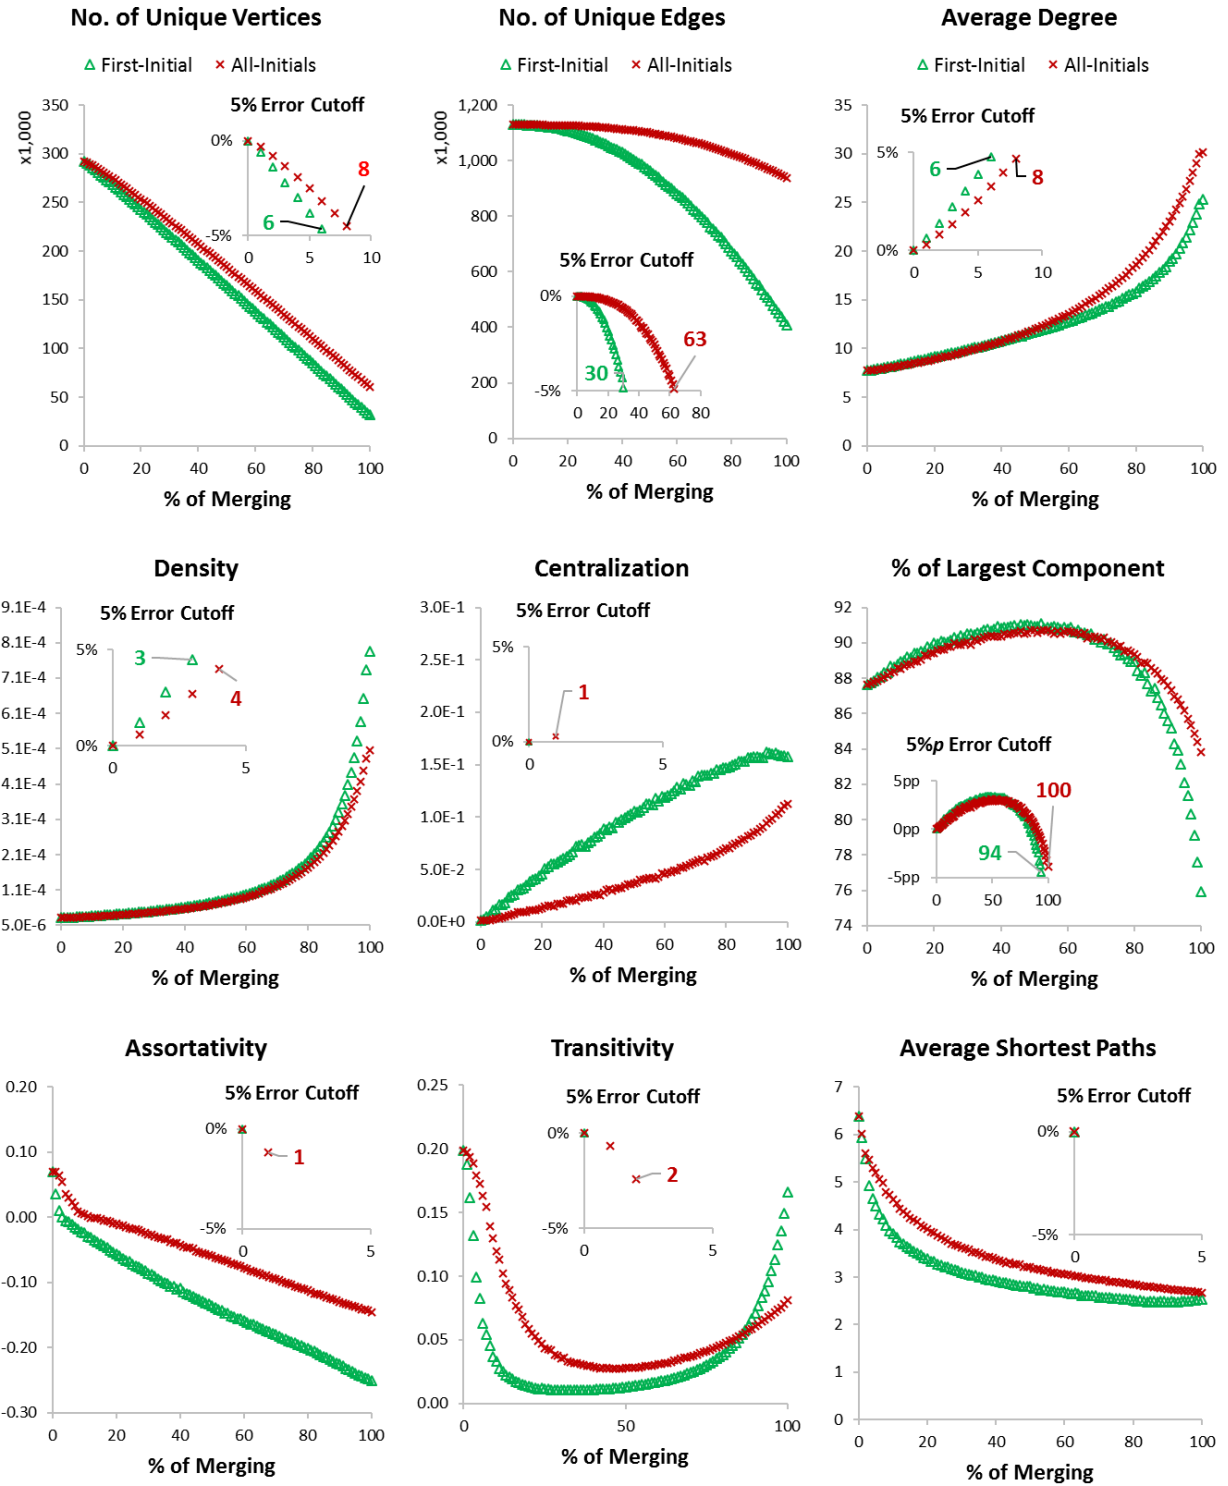 No. of Unique Vertices
△ First-Initial × All-Initials
x1,000
350
300
250
200
150
100
50
0
0 20 40 60 80 100
% of Merging
5% Error Cutoff
0%
-5%
0 5 10
6
8
No. of Unique Edges
△ First-Initial × All-Initials
x1,000
1,200
1,000
800
600
400
200
0
0 20 40 60 80 100
% of Merging
5% Error Cutoff
0%
-5%
0 20 40 60 80
30
63
Average Degree
△ First-Initial × All-Initials
35
30
25
20
15
10
5
0
0 20 40 60 80 100
% of Merging
5% Error Cutoff
5%
0%
0 5 10
6
8
Density
9.1E-4
8.1E-4
7.1E-4
6.1E-4
5.1E-4
4.1E-4
3.1E-4
2.1E-4
1.1E-4
5.0E-6
0 20 40 60 80 100
% of Merging
5% Error Cutoff
5%
0%
0 5
3
4
Centralization
3.0E-1
2.5E-1
2.0E-1
1.5E-1
1.0E-1
5.0E-2
0.0E+0
0 20 40 60 80 100
% of Merging
5% Error Cutoff
5%
0%
0 5
1
% of Largest Component
92
90
88
86
84
82
80
78
76
74
0 20 40 60 80 100
% of Merging
5%p Error Cutoff
5pp
0pp
-5pp
0 50 100
94
100
Assortativity
0.20
0.10
0.00
-0.10
-0.20
-0.30
0 20 40 60 80 100
% of Merging
5% Error Cutoff
0%
-5%
0 5
1
Transitivity
0.25
0.20
0.15
0.10
0.05
0.00
0 50 100
% of Merging
5% Error Cutoff
0%
-5%
0 5
2
Average Shortest Paths
7
6
5
4
3
2
1
0
0 20 40 60 80 100
% of Merging
5% Error Cutoff
0%
-5%
0 5